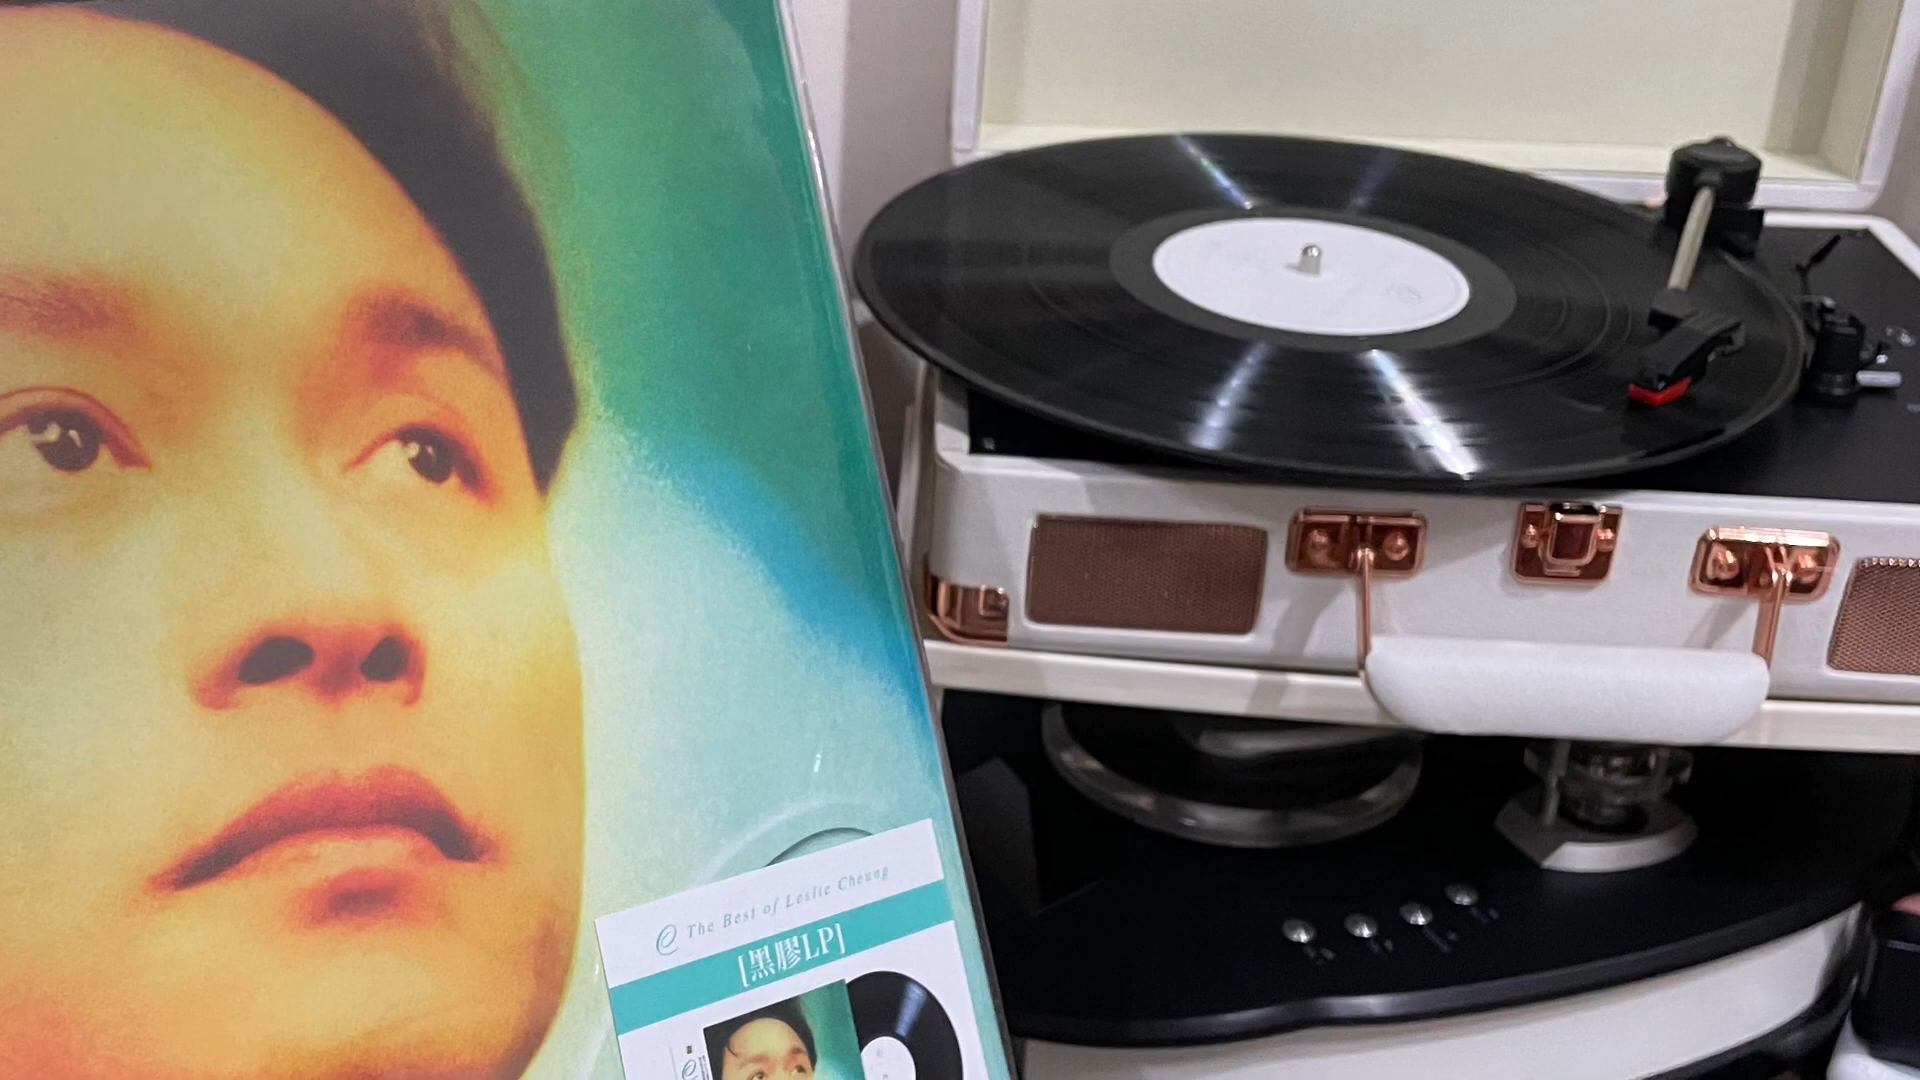 The Best of Leslie Cheung
[黑膠LP]